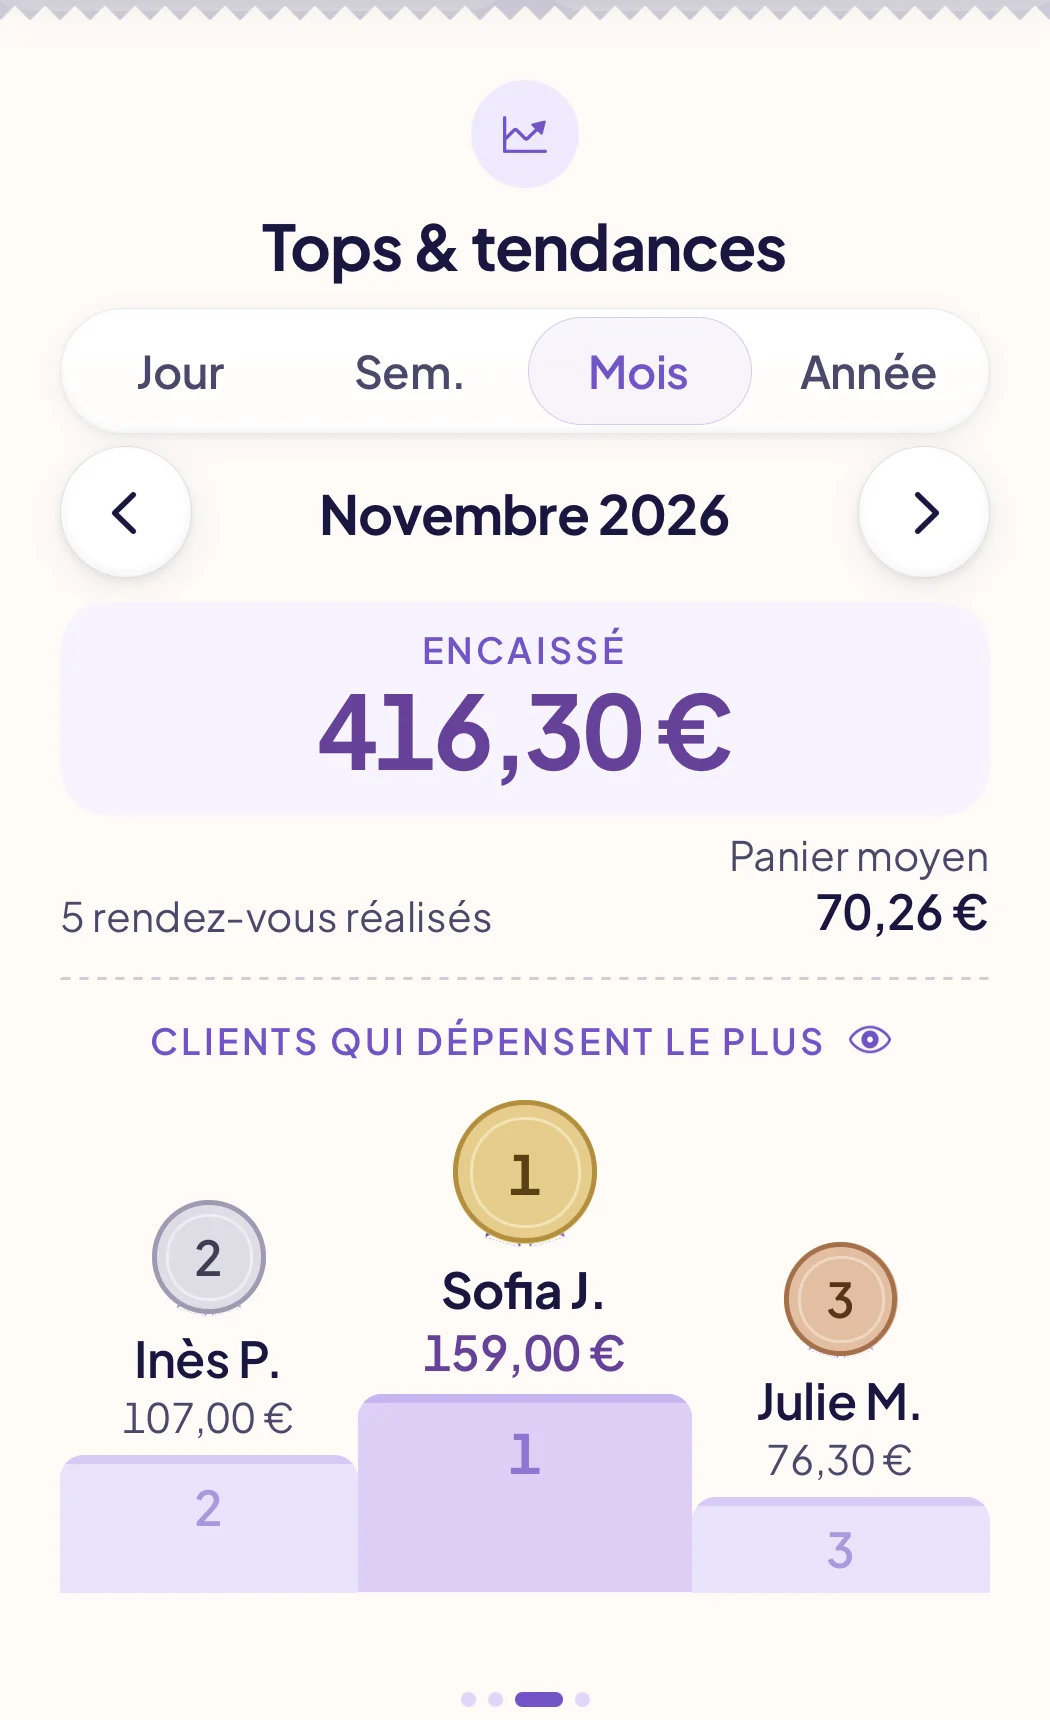 Tops & tendances
Jour Sem. Mois Année
Novembre 2026
ENCAISSÉ
416,30 €
5 rendez-vous réalisés
Panier moyen
70,26 €
CLIENTS QUI DÉPENSENT LE PLUS
1
Sofia J.
159,00 €
1
2
Inès P.
107,00 €
2
3
Julie M.
76,30 €
3